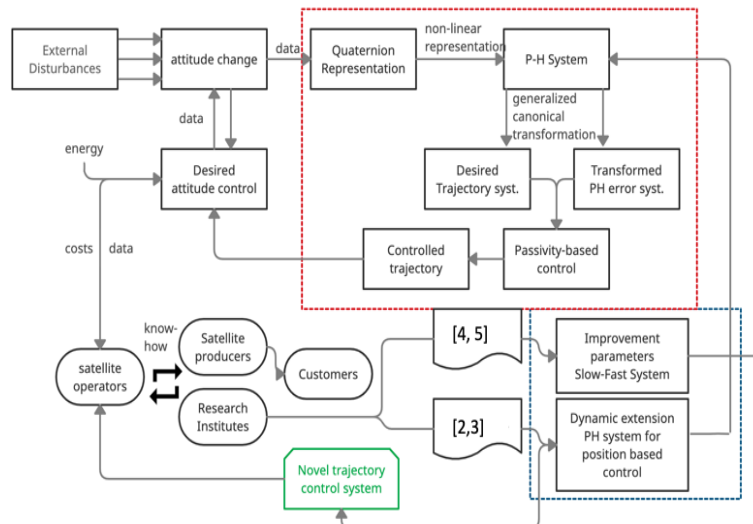 External
Disturbances
attitude change
data
Quaternion
Representation
non-linear
representation
P-H System
data
generalized
canonical
transformation
energy
Desired
attitude control
Desired
Trajectory syst.
Transformed
PH error syst.
costs
data
Controlled
trajectory
Passivity-based
control
know-
how
Satellite
producers
satellite
operators
Customers
Research
Institutes
[4, 5]
Improvement
parameters
Slow-Fast System
[2,3]
Dynamic extension
PH system for
position based
control
Novel trajectory
control system